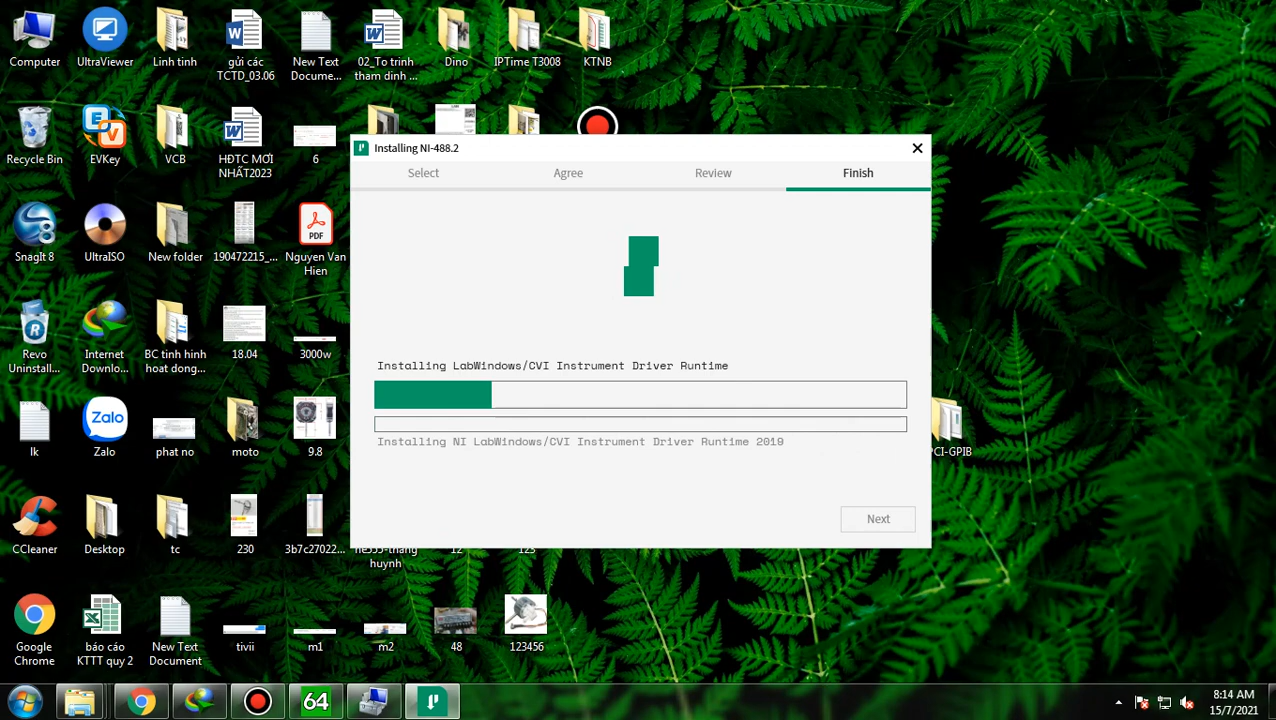 Computer
UltraViewer
Linh tinh
gửi các
TCTD_03.06
New Text
Docume...
02_To trinh
tham dinh ...
Dino
IPTime T3008
KTNB
Recycle Bin
EVKey
VCB
HĐTC MỚI
NHẤT2023
6
SnagIt 8
UltraISO
New folder
190472215_...
PDF
Nguyen Van
Hien
Revo
Uninstall...
Internet
Downlo...
BC tinh hinh
hoat dong...
18.04
3000w
lk
Zalo
Zalo
phat no
moto
9.8
PCI-GPIB
CCleaner
Desktop
tc
230
3b7c27022...
ne555-thang
huynh
12
123
Google
Chrome
báo cáo
KTTT quy 2
New Text
Document
tivii
m1
m2
48
123456
Installing NI-488.2
Select
Agree
Review
Finish
Installing LabWindows/CVI Instrument Driver Runtime
Installing NI LabWindows/CVI Instrument Driver Runtime 2019
Next
64
8:14 AM
15/7/2021